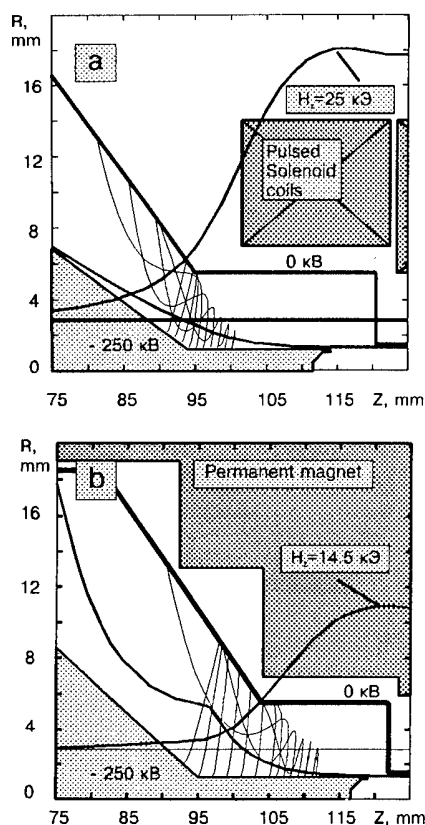 R,
mm
16
12
8
4
0
a
H_z=25 кЭ
Pulsed
Solenoid
coils
0 кВ
- 250 кВ
75 85 95 105 115 Z, mm
R,
mm
16
12
8
4
0
b
Permanent magnet
H_z=14.5 кЭ
0 кВ
- 250 кВ
75 85 95 105 115 Z, mm